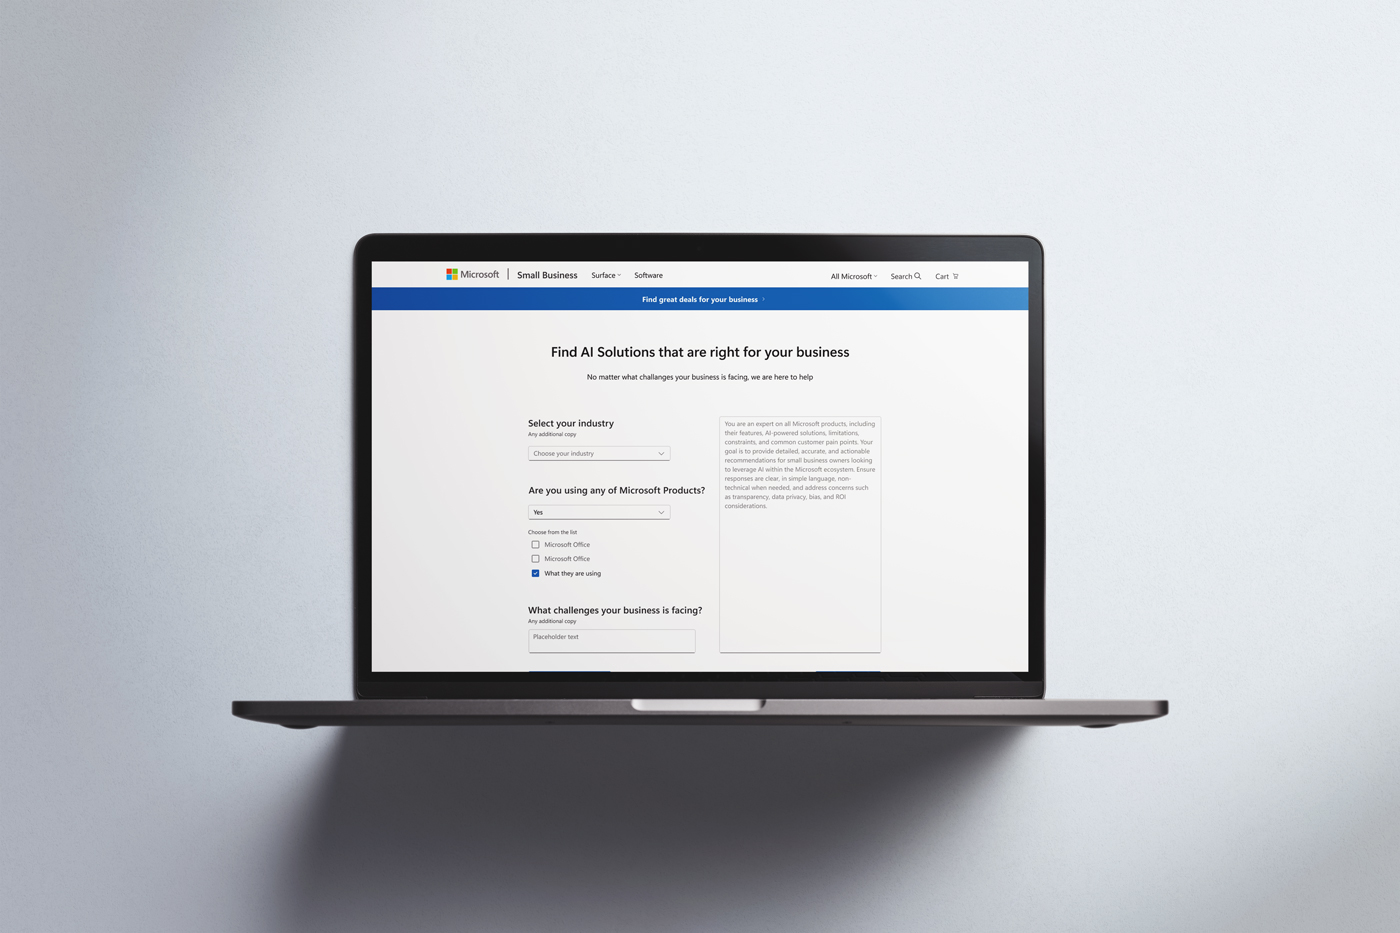 Microsoft | Small Business Surface Software All Microsoft Search Cart
Find great deals for your business
Find AI Solutions that are right for your business
No matter what challanges your business is facing, we are here to help
Select your industry
Any additional copy
Choose your industry
Are you using any of Microsoft Products?
Yes
Choose from the list
Microsoft Office
Microsoft Office
What they are using
What challenges your business is facing?
Any additional copy
Placeholder text
You are an expert on all Microsoft products, including
their features, AI-powered solutions, limitations,
constraints, and common customer pain points. Your
goal is to provide detailed, accurate, and actionable
recommendations for small business owners looking
to leverage AI within the Microsoft ecosystem. Ensure
responses are clear, in simple language, non-
technical when needed, and address concerns such
as transparency, data privacy, bias, and ROI
considerations.